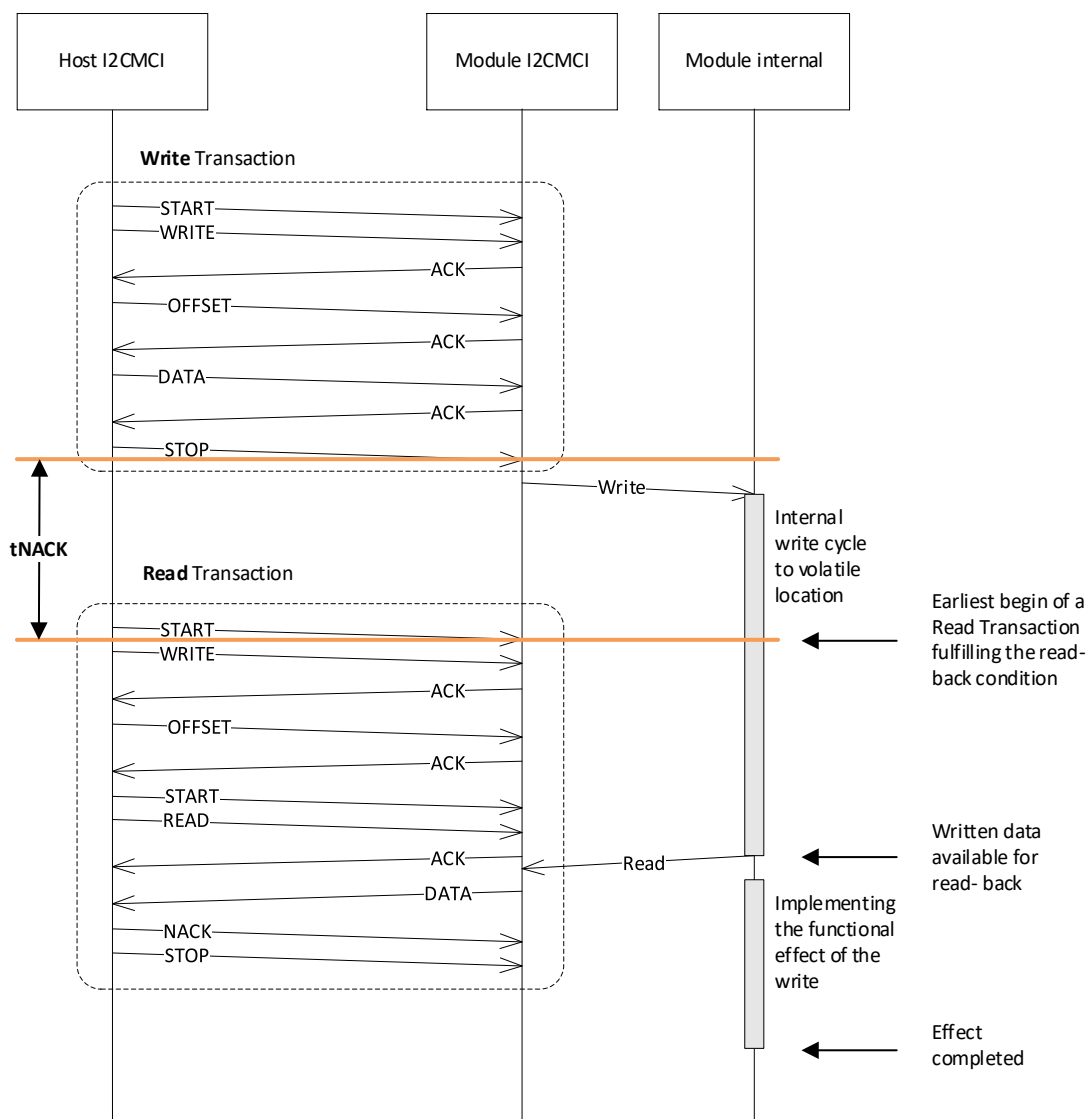 Host I2CMCI
Module I2CMCI
Module internal
Write Transaction
START
WRITE
ACK
OFFSET
ACK
DATA
ACK
STOP
Write
tNACK
Internal
write cycle
to volatile
location
Read Transaction
START
WRITE
Earliest begin of a
Read Transaction
fulfilling the read-
back condition
ACK
OFFSET
ACK
START
READ
ACK
Read
Written data
available for
read- back
DATA
NACK
STOP
Implementing
the functional
effect of the
write
Effect
completed